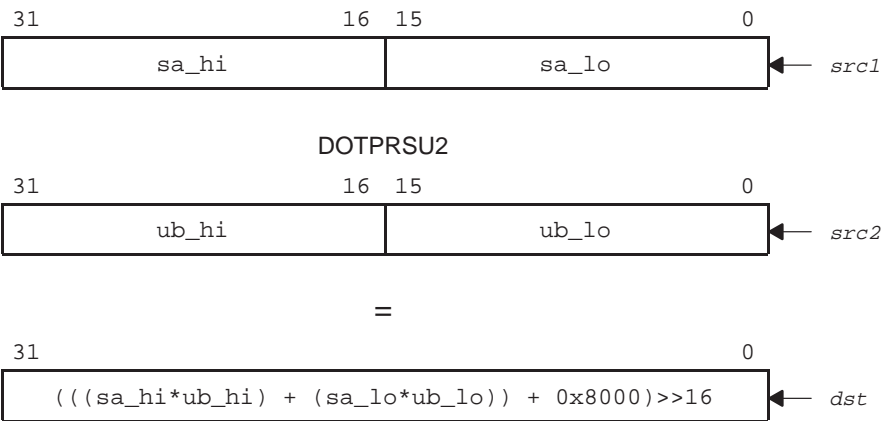 31 16 15 0
sa_hi sa_lo src1
DOTPRSU2
31 16 15 0
ub_hi ub_lo src2
=
31 0
(((sa_hi*ub_hi) + (sa_lo*ub_lo)) + 0x8000)>>16 dst